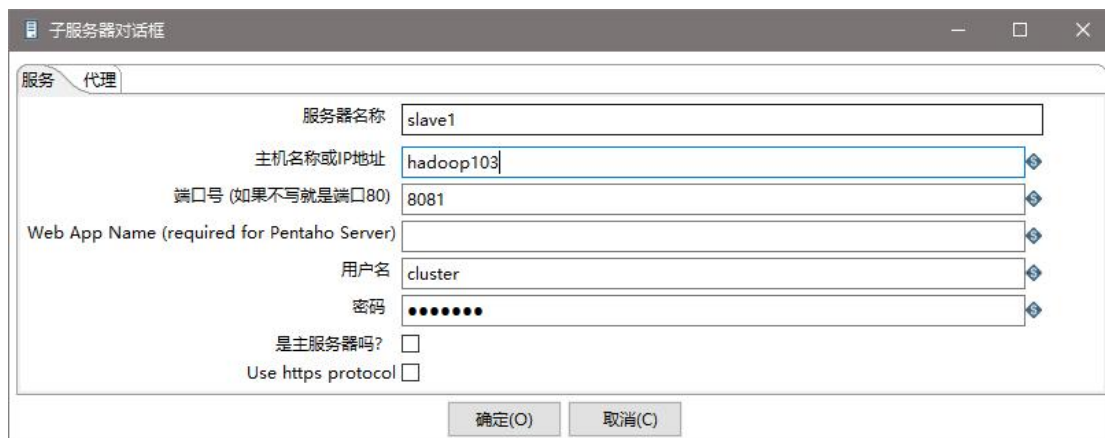 子服务器对话框
服务 代理
服务器名称 slave1
主机名称或IP地址 hadoop103
端口号 (如果不写就是端口80) 8081
Web App Name (required for Pentaho Server)
用户名 cluster
密码 ●●●●●●●
是主服务器吗?
Use https protocol
确定(O) 取消(C)